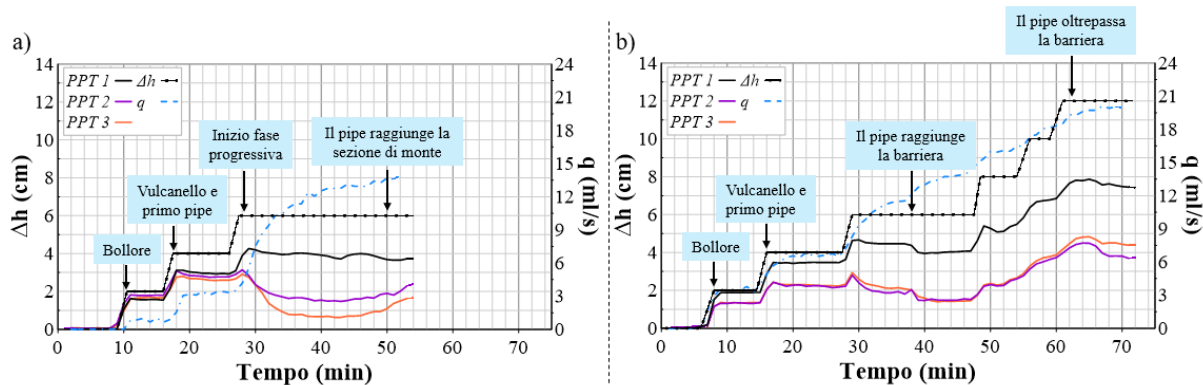 a)
14
12
10
8
6
4
2
0
Δh (cm)
PPT 1
Δh
PPT 2
q
PPT 3
Bollore
Vulcanello e
primo pipe
Inizio fase
progressiva
Il pipe raggiunge la
sezione di monte
24
21
18
15
12
9
6
3
0
q (ml/s)
0 10 20 30 40 50 60 70
Tempo (min)
b)
14
12
10
8
6
4
2
0
Δh (cm)
PPT 1
Δh
PPT 2
q
PPT 3
Bollore
Vulcanello e
primo pipe
Il pipe raggiunge
la barriera
Il pipe oltrepassa
la barriera
24
21
18
15
12
9
6
3
0
q (ml/s)
0 10 20 30 40 50 60 70
Tempo (min)